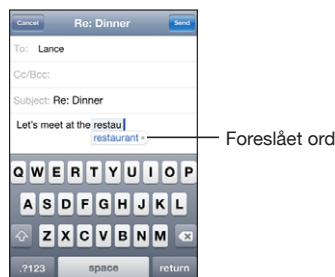 Cancel Re: Dinner Send
To: Lance
Cc/Bcc:
Subject: Re: Dinner
Let's meet at the restau
restaurant ×
Foreslået ord
Q W E R T Y U I O P
A S D F G H J K L
Z X C V B N M
.?123 space return